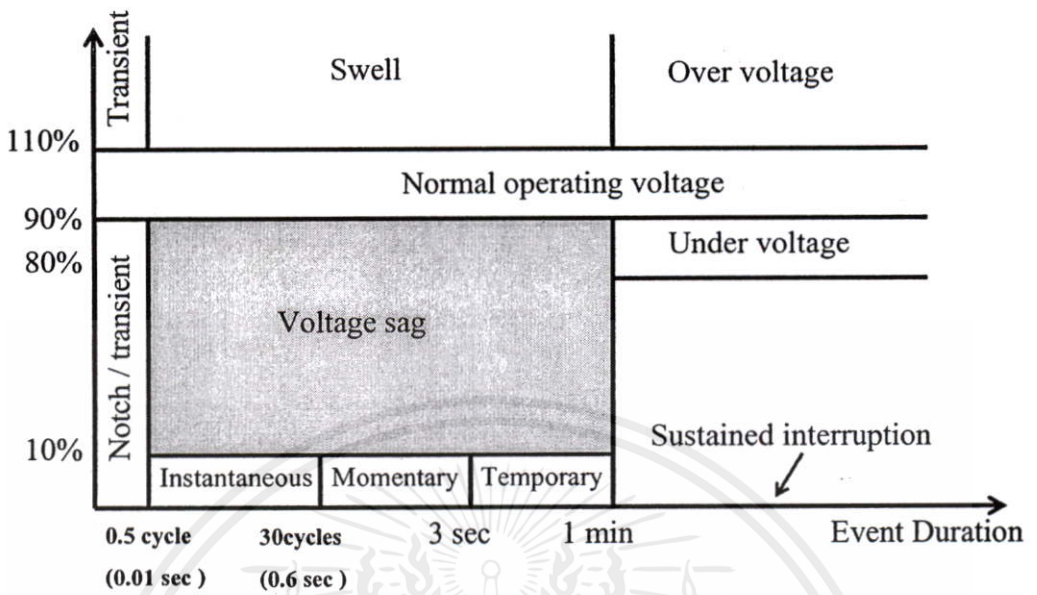 Transient
Swell
Over voltage
110%
Normal operating voltage
90%
Under voltage
80%
Notch / transient
Voltage sag
10%
Sustained interruption
Instantaneous
Momentary
Temporary
0.5 cycle
30cycles
3 sec
1 min
Event Duration
(0.01 sec )
(0.6 sec )